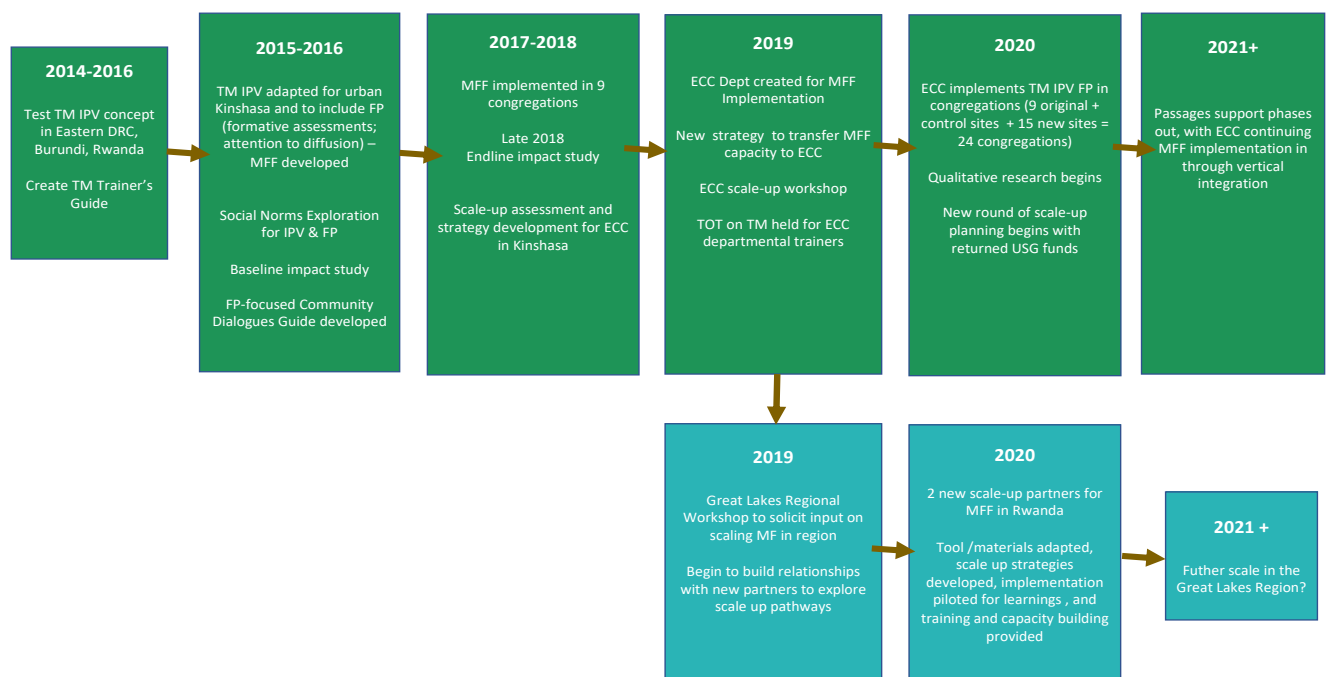 2014-2016
Test TM IPV concept
in Eastern DRC,
Burundi, Rwanda
Create TM Trainer's
Guide
2015-2016
TM IPV adapted for urban
Kinshasa and to include FP
(formative assessments;
attention to diffusion) –
MFF developed
Social Norms Exploration
for IPV & FP
Baseline impact study
FP-focused Community
Dialogues Guide developed
2017-2018
MFF implemented in 9
congregations
Late 2018
Endline impact study
Scale-up assessment and
strategy development for ECC
in Kinshasa
2019
ECC Dept created for MFF
Implementation
New strategy to transfer MFF
capacity to ECC
ECC scale-up workshop
TOT on TM held for ECC
departmental trainers
2020
ECC implements TM IPV FP in
congregations (9 original +
control sites + 15 new sites =
24 congregations)
Qualitative research begins
New round of scale-up
planning begins with
returned USG funds
2021+
Passages support phases
out, with ECC continuing
MFF implementation in
through vertical
integration
2019
Great Lakes Regional
Workshop to solicit input on
scaling MF in region
Begin to build relationships
with new partners to explore
scale up pathways
2020
2 new scale-up partners for
MFF in Rwanda
Tool /materials adapted,
scale up strategies
developed, implementation
piloted for learnings , and
training and capacity building
provided
2021 +
Futher scale in the
Great Lakes Region?